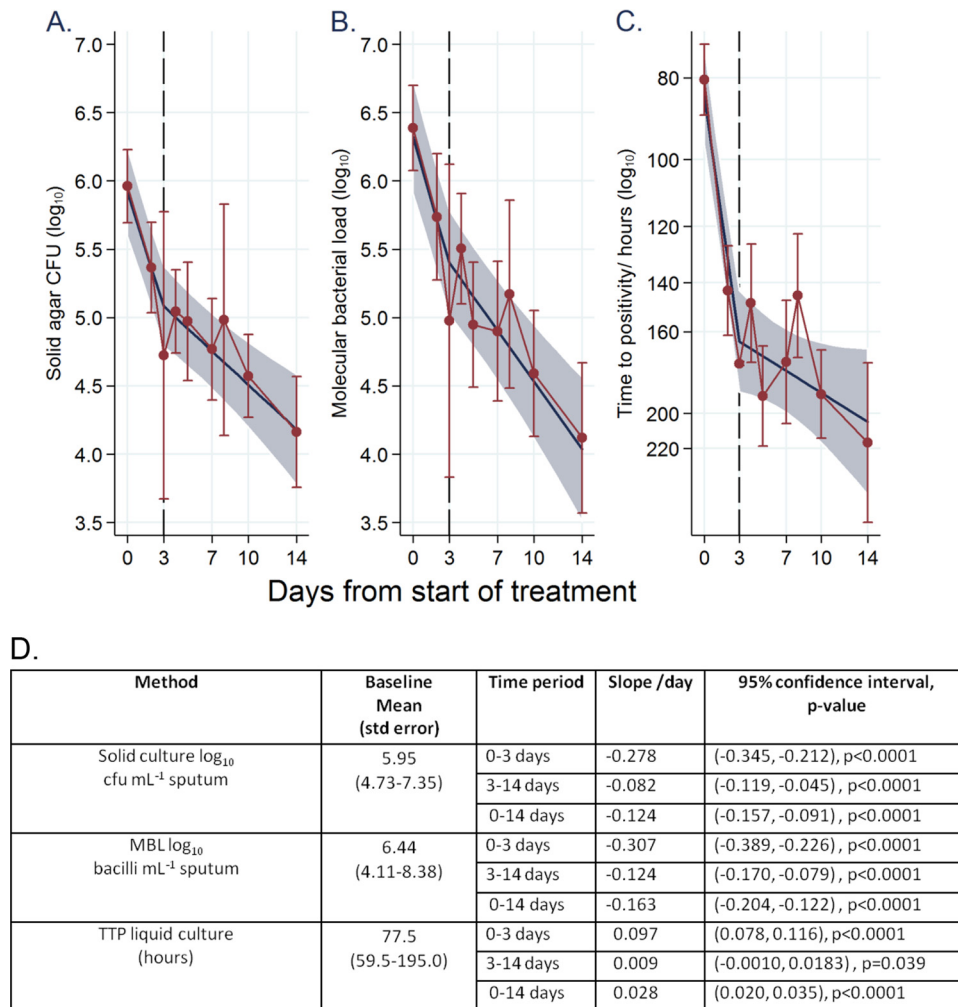 A.
B.
C.
Solid agar CFU (log₁₀)
7.0
6.5
6.0
5.5
5.0
4.5
4.0
3.5
0 3 7 10 14
Molecular bacterial load (log₁₀)
7.0
6.5
6.0
5.5
5.0
4.5
4.0
3.5
0 3 7 10 14
Time to positivity/ hours (log₁₀)
80
100
120
140
160
200
220
0 3 7 10 14
Days from start of treatment
D.
Method Baseline Time period Slope /day 95% confidence interval,
Mean p-value
(std error)
Solid culture log₁₀ 5.95 0-3 days -0.278 (-0.345, -0.212), p<0.0001
cfu mL⁻¹ sputum (4.73-7.35) 3-14 days -0.082 (-0.119, -0.045), p<0.0001
0-14 days -0.124 (-0.157, -0.091), p<0.0001
MBL log₁₀ 6.44 0-3 days -0.307 (-0.389, -0.226), p<0.0001
bacilli mL⁻¹ sputum (4.11-8.38) 3-14 days -0.124 (-0.170, -0.079), p<0.0001
0-14 days -0.163 (-0.204, -0.122), p<0.0001
TTP liquid culture 77.5 0-3 days 0.097 (0.078, 0.116), p<0.0001
(hours) (59.5-195.0) 3-14 days 0.009 (-0.0010, 0.0183), p=0.039
0-14 days 0.028 (0.020, 0.035), p<0.0001